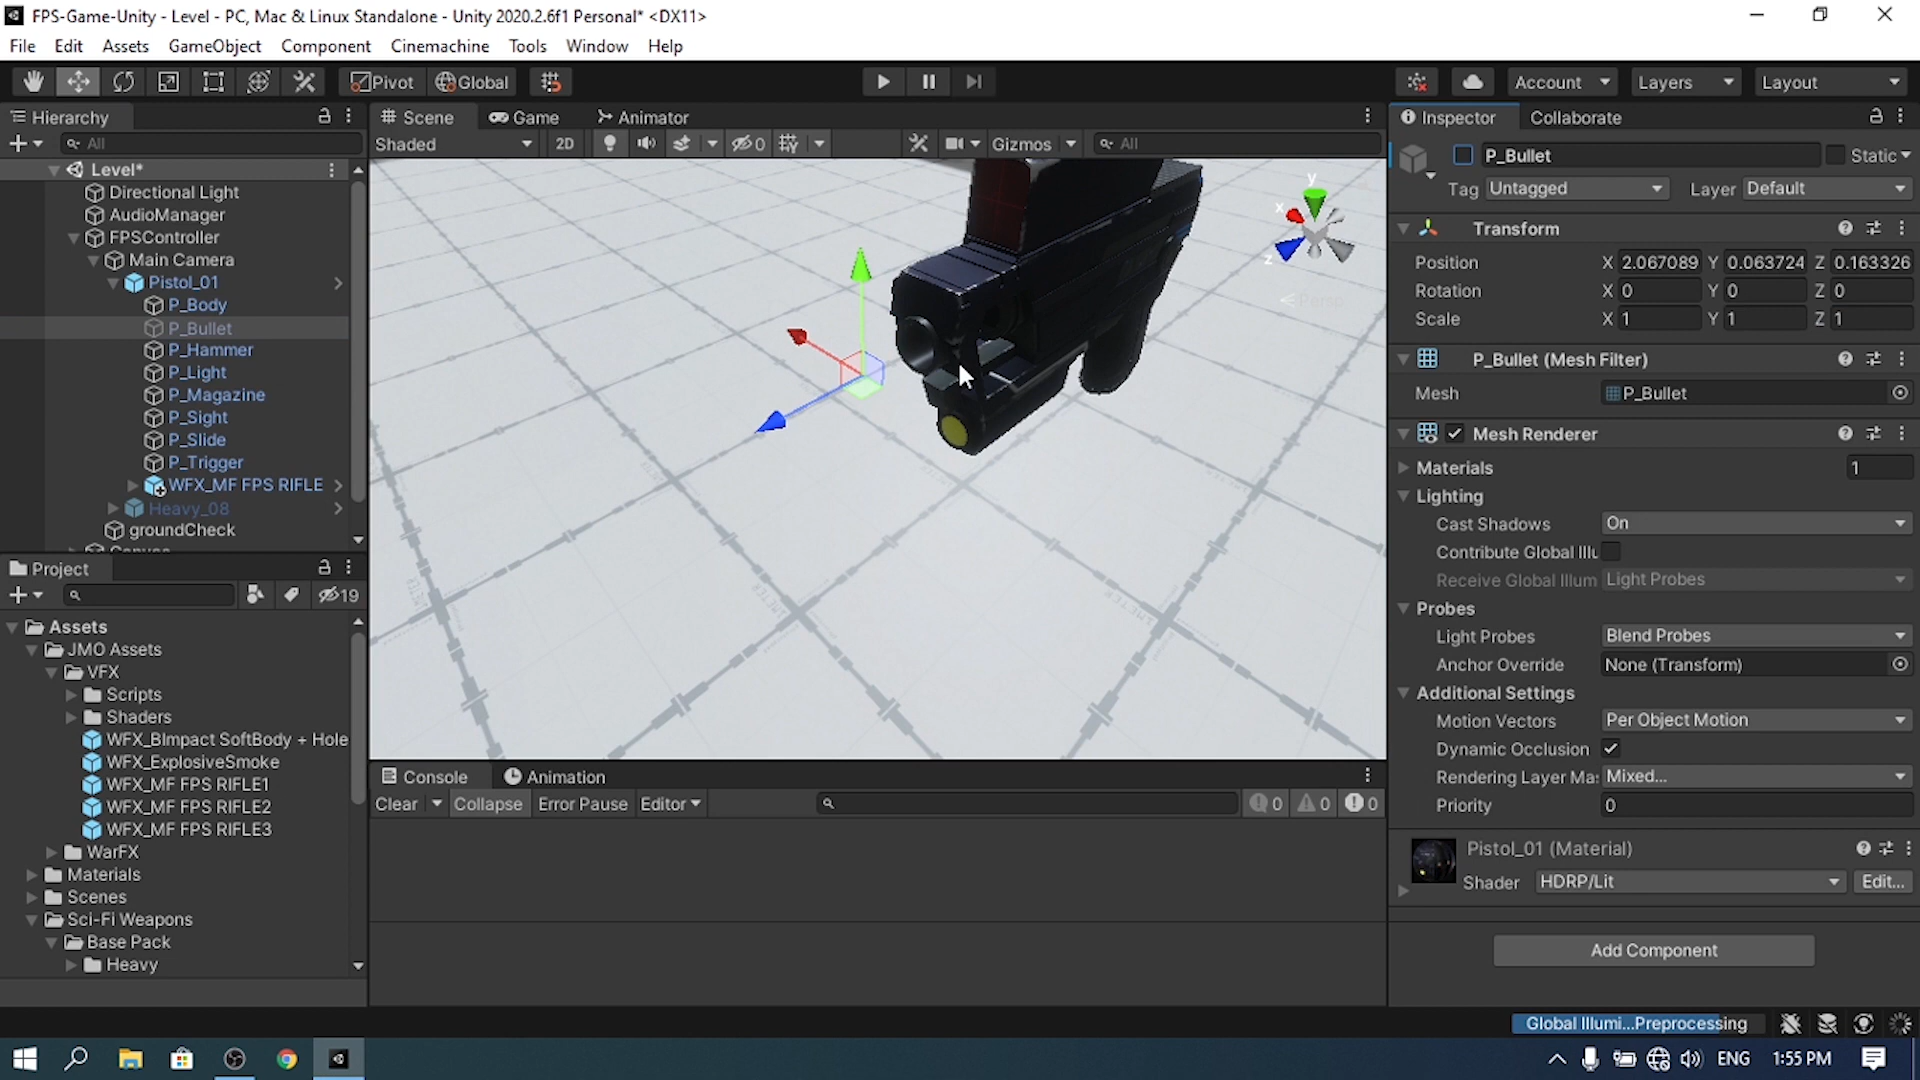 FPS-Game-Unity - Level - PC, Mac & Linux Standalone - Unity 2020.2.6f1 Personal* <DX11>
File Edit Assets GameObject Component Cinemachine Tools Window Help
Pivot Global Account Layers Layout
Hierarchy
All
Level*
Directional Light
AudioManager
FPSController
Main Camera
Pistol_01
P_Body
P_Bullet
P_Hammer
P_Light
P_Magazine
P_Sight
P_Slide
P_Trigger
WFX_MF FPS RIFLE
Heavy_08
groundCheck
Project
19
Assets
JMO Assets
VFX
Scripts
Shaders
WFX_BImpact SoftBody + Hole
WFX_ExplosiveSmoke
WFX_MF FPS RIFLE1
WFX_MF FPS RIFLE2
WFX_MF FPS RIFLE3
WarFX
Materials
Scenes
Sci-Fi Weapons
Base Pack
Heavy
Scene Game Animator
Shaded 2D 0 Gizmos All
y
x
z
Persp
Console Animation
Clear Collapse Error Pause Editor 0 0 0
Inspector Collaborate
P_Bullet Static
Tag Untagged Layer Default
Transform
Position X 2.067089 Y 0.063724 Z 0.163326
Rotation X 0 Y 0 Z 0
Scale X 1 Y 1 Z 1
P_Bullet (Mesh Filter)
Mesh P_Bullet
Mesh Renderer
Materials 1
Lighting
Cast Shadows On
Contribute Global Illu
Receive Global Illum Light Probes
Probes
Light Probes Blend Probes
Anchor Override None (Transform)
Additional Settings
Motion Vectors Per Object Motion
Dynamic Occlusion
Rendering Layer Ma: Mixed...
Priority 0
Pistol_01 (Material)
Shader HDRP/Lit Edit...
Add Component
Global Illumi...Preprocessing
ENG 1:55 PM